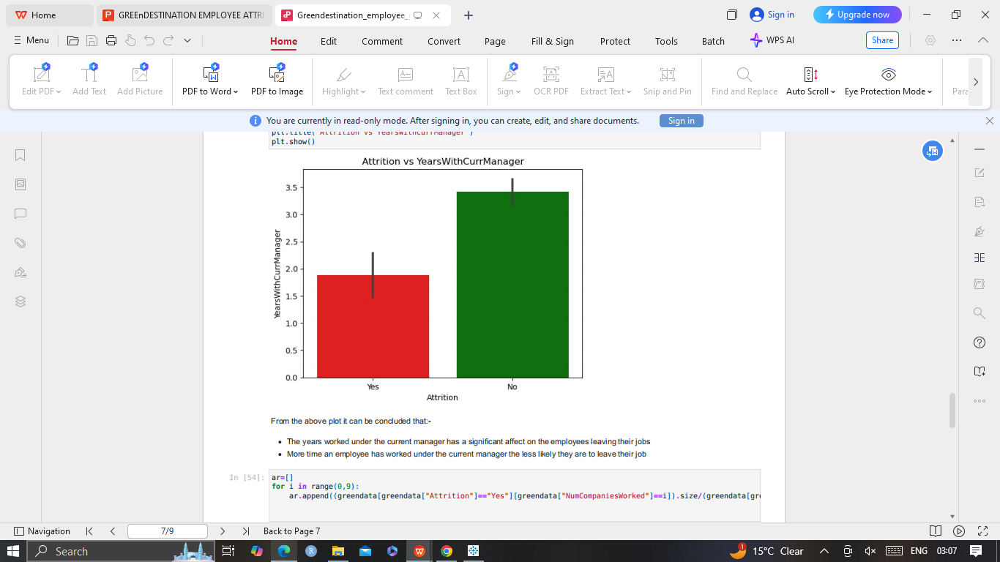 Home
GREEnDESTINATION EMPLOYEE ATTRI
Greendestination_employee_
Sign in
Upgrade now
Menu
Home
Edit
Comment
Convert
Page
Fill & Sign
Protect
Tools
Batch
WPS AI
Share
Edit PDF
Add Text
Add Picture
PDF to Word
PDF to Image
Highlight
Text comment
Text Box
Sign
OCR PDF
Extract Text
Snip and Pin
Find and Replace
Auto Scroll
Eye Protection Mode
Para
You are currently in read-only mode. After signing in, you can create, edit, and share documents.
Sign in
plt.title("Attrition vs YearsWithCurrManager")
plt.show()
Attrition vs YearsWithCurrManager
3.5
3.0
2.5
2.0
1.5
1.0
0.5
0.0
YearsWithCurrManager
Yes
No
Attrition
From the above plot it can be concluded that:-
• The years worked under the current manager has a significant affect on the employees leaving their jobs
• More time an employee has worked under the current manager the less likely they are to leave their job
In [54]:
ar=[]
for i in range(0,9):
ar.append((greendata[greendata["Attrition"]=="Yes"][greendata["NumCompaniesWorked"]==i]).size/(greendata[gre
Navigation
7/9
Back to Page 7
Search
1
15°C Clear
ENG
03:07